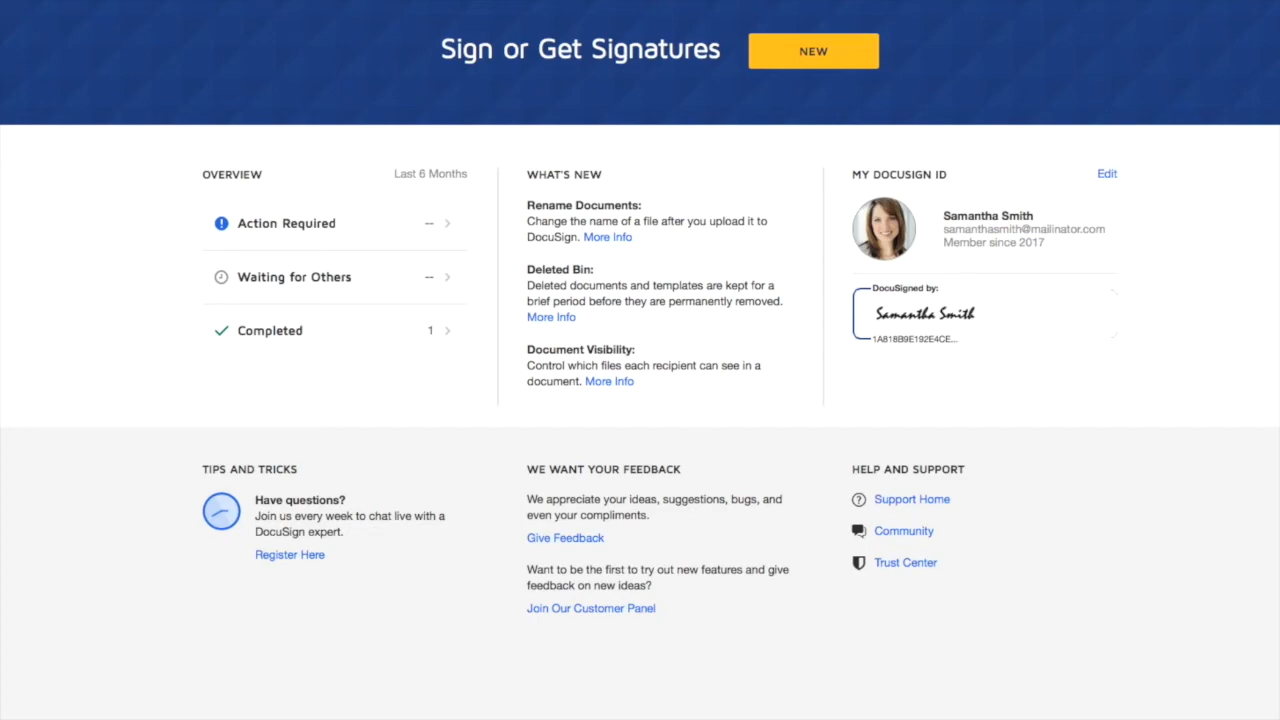 Sign or Get Signatures
NEW
OVERVIEW
Last 6 Months
Action Required
--
Waiting for Others
--
Completed
1
WHAT'S NEW
Rename Documents:
Change the name of a file after you upload it to
DocuSign. More Info
Deleted Bin:
Deleted documents and templates are kept for a
brief period before they are permanently removed.
More Info
Document Visibility:
Control which files each recipient can see in a
document. More Info
MY DOCUSIGN ID
Edit
Samantha Smith
samanthasmith@mailinator.com
Member since 2017
DocuSigned by:
Samantha Smith
1A818B9E192E4CE...
TIPS AND TRICKS
Have questions?
Join us every week to chat live with a
DocuSign expert.
Register Here
WE WANT YOUR FEEDBACK
We appreciate your ideas, suggestions, bugs, and
even your compliments.
Give Feedback
Want to be the first to try out new features and give
feedback on new ideas?
Join Our Customer Panel
HELP AND SUPPORT
Support Home
Community
Trust Center